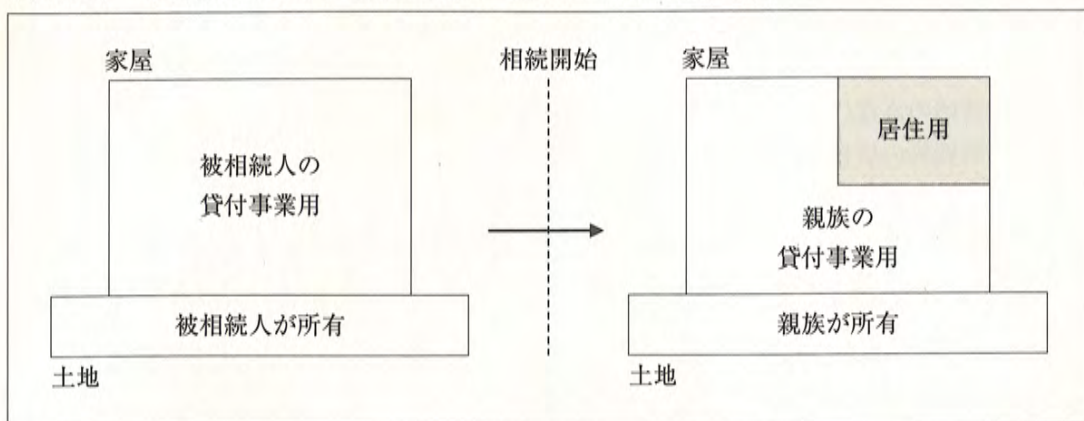 家屋
被相続人の
貸付事業用
被相続人が所有
土地
相続開始
家屋
居住用
親族の
貸付事業用
親族が所有
土地